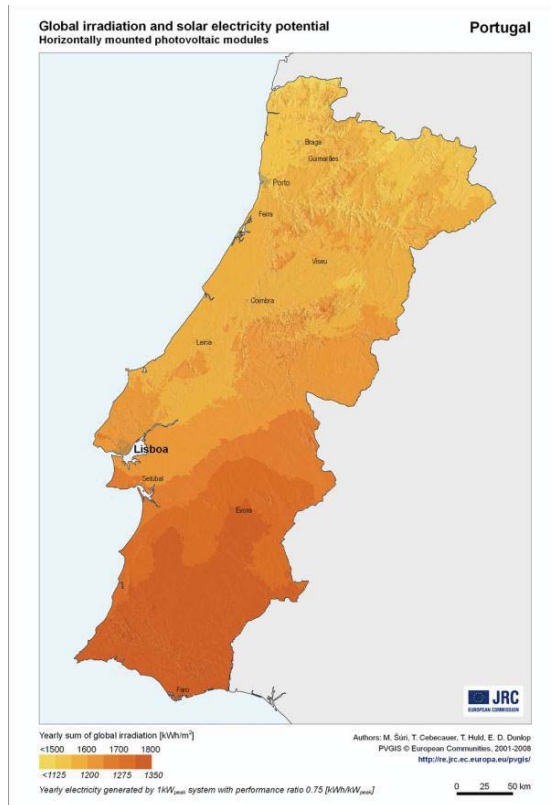 Global irradiation and solar electricity potential
Horizontally mounted photovoltaic modules
Portugal
Braga
Guimarães
Porto
Feira
Viseu
Coimbra
Leiria
Lisboa
Setúbal
Évora
Faro
JRC
EUROPEAN COMMISSION
Yearly sum of global irradiation [kWh/m²]
<1500 1600 1700 1800
<1125 1200 1275 1350
Yearly electricity generated by 1kWpeak system with performance ratio 0.75 [kWh/kWpeak]
Authors: M. Šúri, T. Cebecauer, T. Huld, E. D. Dunlop
PVGIS © European Communities, 2001-2008
http://re.jrc.ec.europa.eu/pvgis/
0 25 50 km